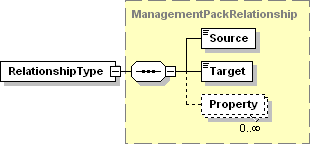 ManagementPackRelationship
Source
RelationshipType
Target
Property
0..∞